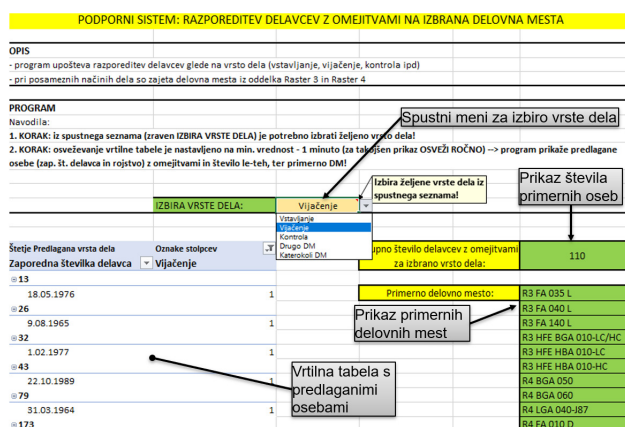 PODPORNI SISTEM: RAZPOREDITEV DELAVCEV Z OMEJITVAMI NA IZBRANA DELOVNA MESTA
OPIS
- program upošteva razporeditev delavcev glede na vrsto dela (vstavljanje, vijačenje, kontrola ipd)
- pri posameznih načinih dela so zajeta delovna mesta iz oddelka Raster 3 in Raster 4
PROGRAM
Navodila:
Spustni meni za izbiro vrste dela
1. KORAK: iz spustnega seznama (zraven IZBIRA VRSTE DELA) je potrebno izbrati željeno vrsto dela!
2. KORAK: osveževanje vrtilne tabele je nastavljeno na min. vrednost - 1 minuto (za takojšen prikaz OSVEŽI ROČNO) --> program prikaže predlagane
osebe (zap. št. delavca in rojstvo) z omejitvami in število le-teh, ter primerno DM!
Prikaz števila
primernih oseb
Izbira željene vrste dela iz
spustnega seznama!
IZBIRA VRSTE DELA:
Vijačenje
Vstavljanje
Vijačenje
Kontrola
Drugo DM
Katerokoli DM
Štetje Predlagana vrsta dela Oznake stolpcev
upno število delavcev z omejitvami
za izbrano vrsto dela:
110
Zaporedna številka delavca Vijačenje
13
18.05.1976 1
Primerno delovno mesto: R3 FA 035 L
26
R3 FA 040 L
9.08.1965 1
R3 FA 140 L
Prikaz primernih
delovnih mest
32
R3 HFE BGA 010-LC/HC
1.02.1977 1
R3 HFE HBA 010-LC
43
R3 HFE HBA 010-HC
Vrtilna tabela s
predlaganimi
osebami
22.10.1989 1
R4 BGA 050
79
R4 BGA 060
31.03.1964 1
R4 LGA 040-J87
173
R4 FA 010 D